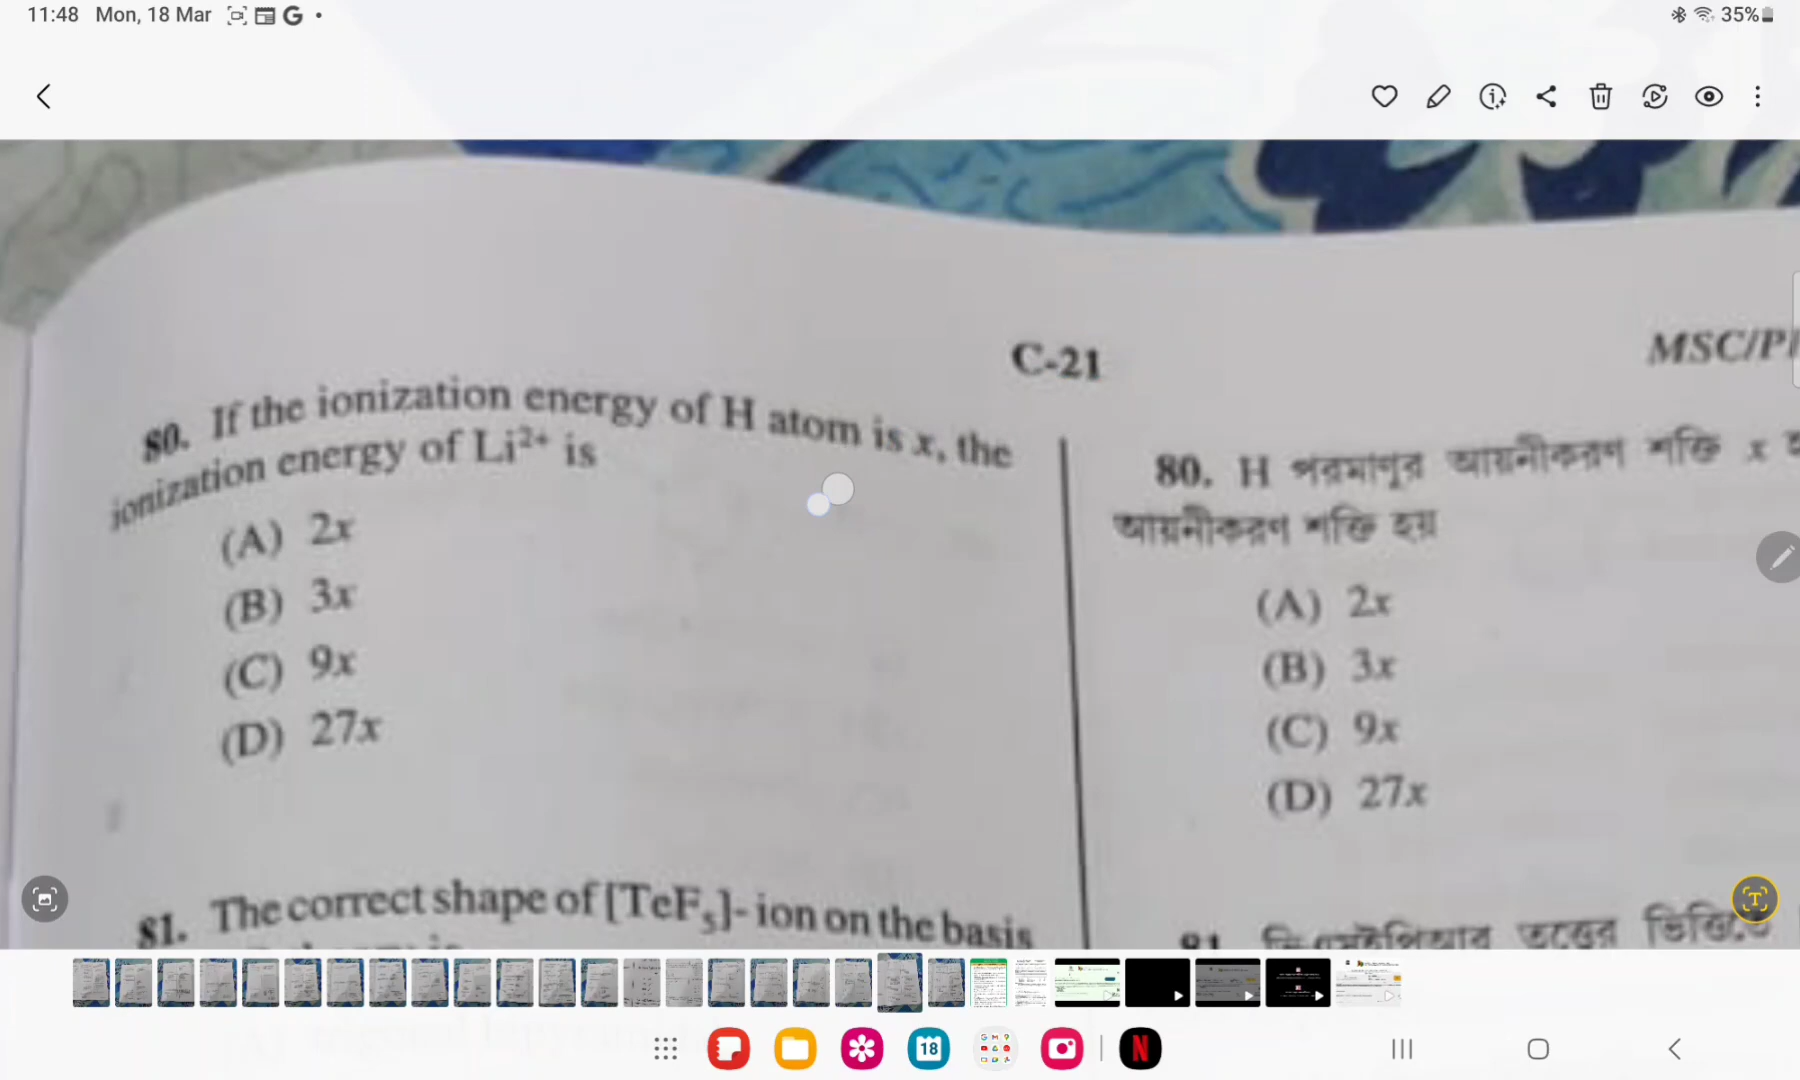 11:48 Mon, 18 Mar
35%
C-21
MSC/P
80. If the ionization energy of H atom is x, the
ionization energy of Li²⁺ is
(A) 2x
(B) 3x
(C) 9x
(D) 27x
81. The correct shape of [TeF₅]- ion on the basis
80. H পরমাণুর আয়নীকরণ শক্তি x
আয়নীকরণ শক্তি হয়
(A) 2x
(B) 3x
(C) 9x
(D) 27x
81.
18